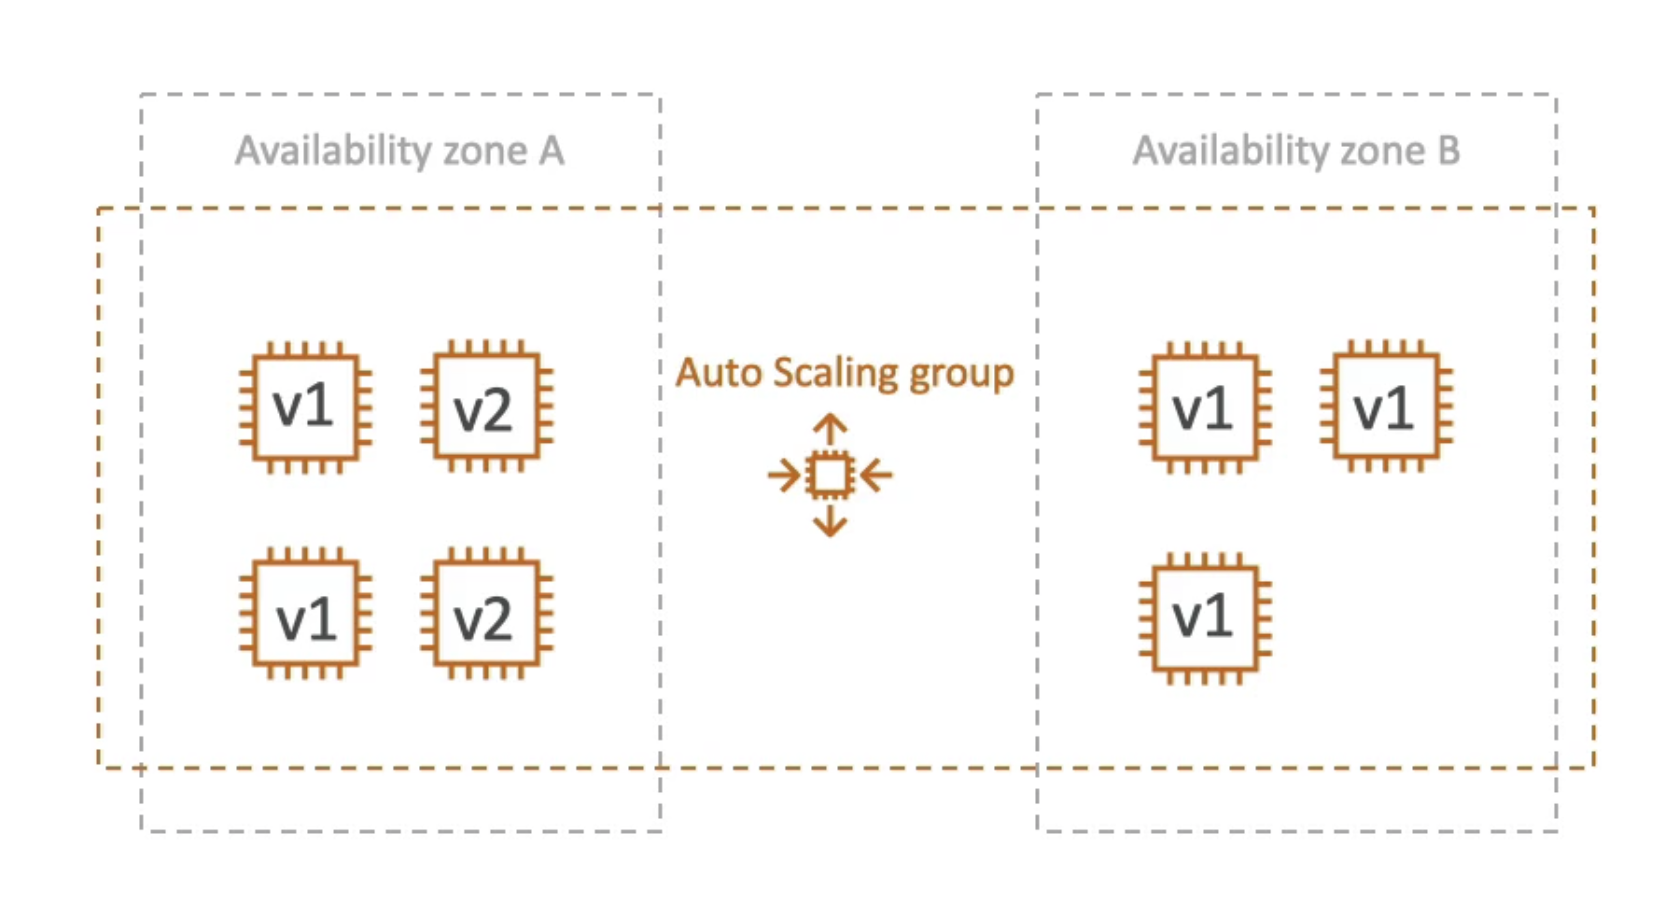 Availability zone A
Availability zone B
Auto Scaling group
v1
v2
v1
v1
v1
v2
v1